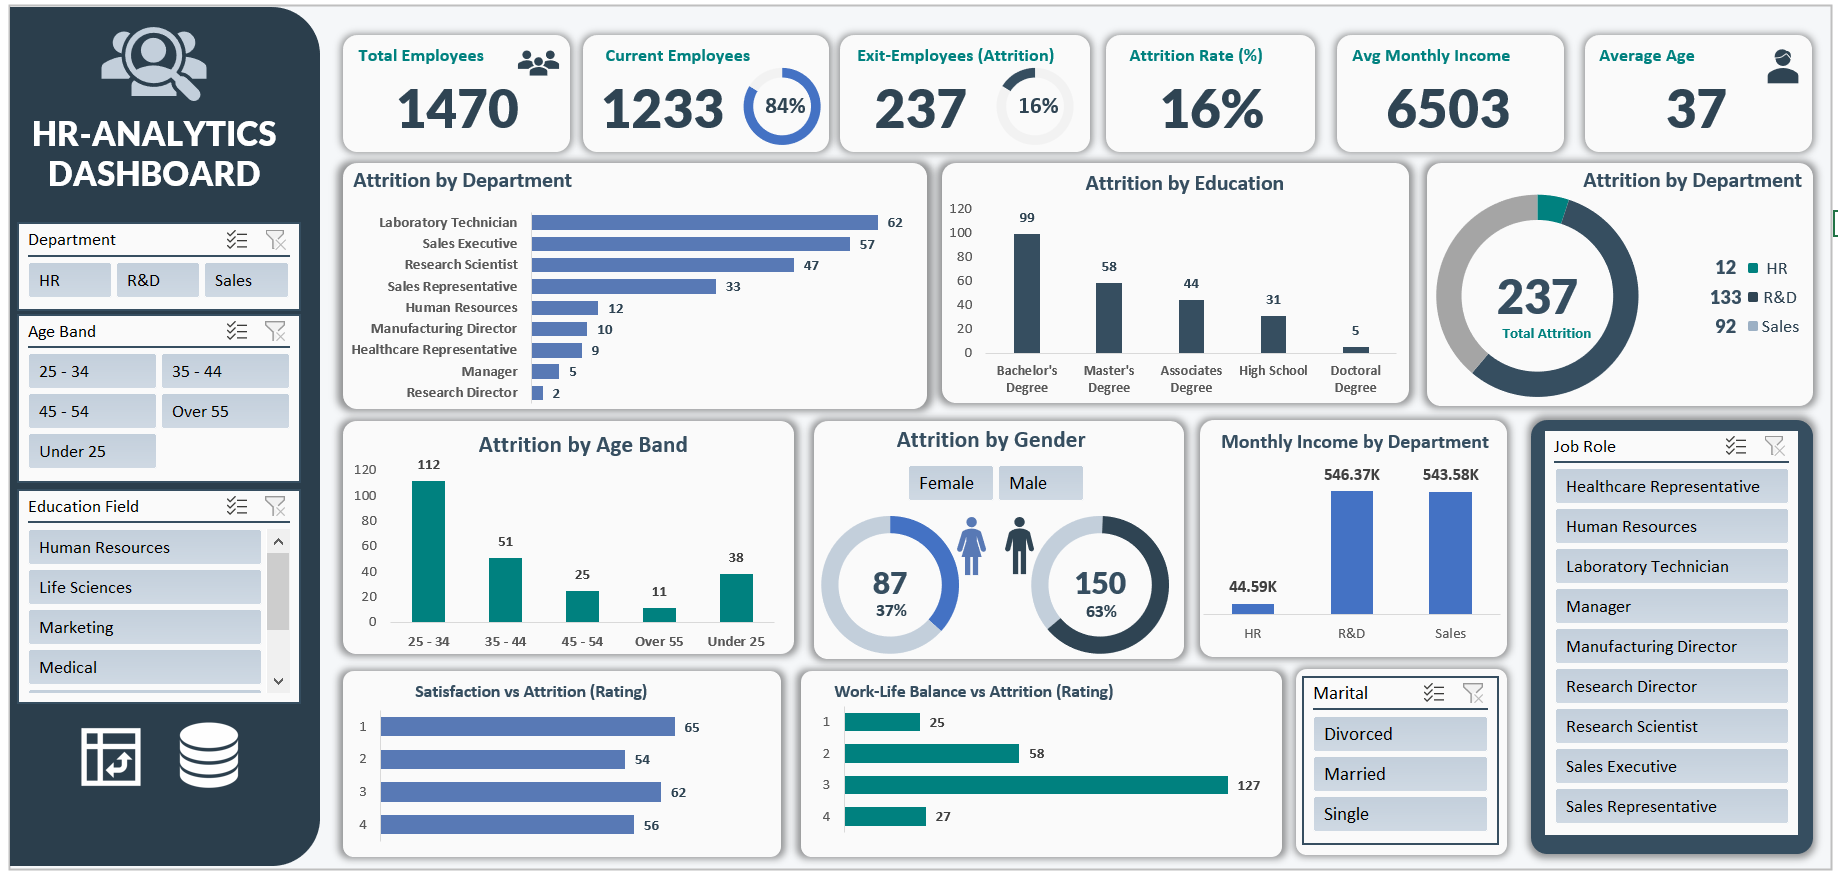 HR-ANALYTICS
DASHBOARD
Department
HR
R&D
Sales
Age Band
25 - 34
35 - 44
45 - 54
Over 55
Under 25
Education Field
Human Resources
Life Sciences
Marketing
Medical
Total Employees
1470
Current Employees
1233
84%
Exit-Employees (Attrition)
237
16%
Attrition Rate (%)
16%
Avg Monthly Income
6503
Average Age
37
Attrition by Department
Laboratory Technician 62
Sales Executive 57
Research Scientist 47
Sales Representative 33
Human Resources 12
Manufacturing Director 10
Healthcare Representative 9
Manager 5
Research Director 2
Attrition by Education
120
100
80
60
40
20
0
99
58
44
31
5
Bachelor's
Degree
Master's
Degree
Associates
Degree
High School
Doctoral
Degree
Attrition by Department
237
Total Attrition
12 HR
133 R&D
92 Sales
Attrition by Age Band
120
100
80
60
40
20
0
112
51
25
11
38
25 - 34
35 - 44
45 - 54
Over 55
Under 25
Attrition by Gender
Female
Male
87
37%
150
63%
Monthly Income by Department
44.59K
546.37K
543.58K
HR
R&D
Sales
Job Role
Healthcare Representative
Human Resources
Laboratory Technician
Manager
Manufacturing Director
Research Director
Research Scientist
Sales Executive
Sales Representative
Satisfaction vs Attrition (Rating)
1 65
2 54
3 62
4 56
Work-Life Balance vs Attrition (Rating)
1 25
2 58
3 127
4 27
Marital
Divorced
Married
Single